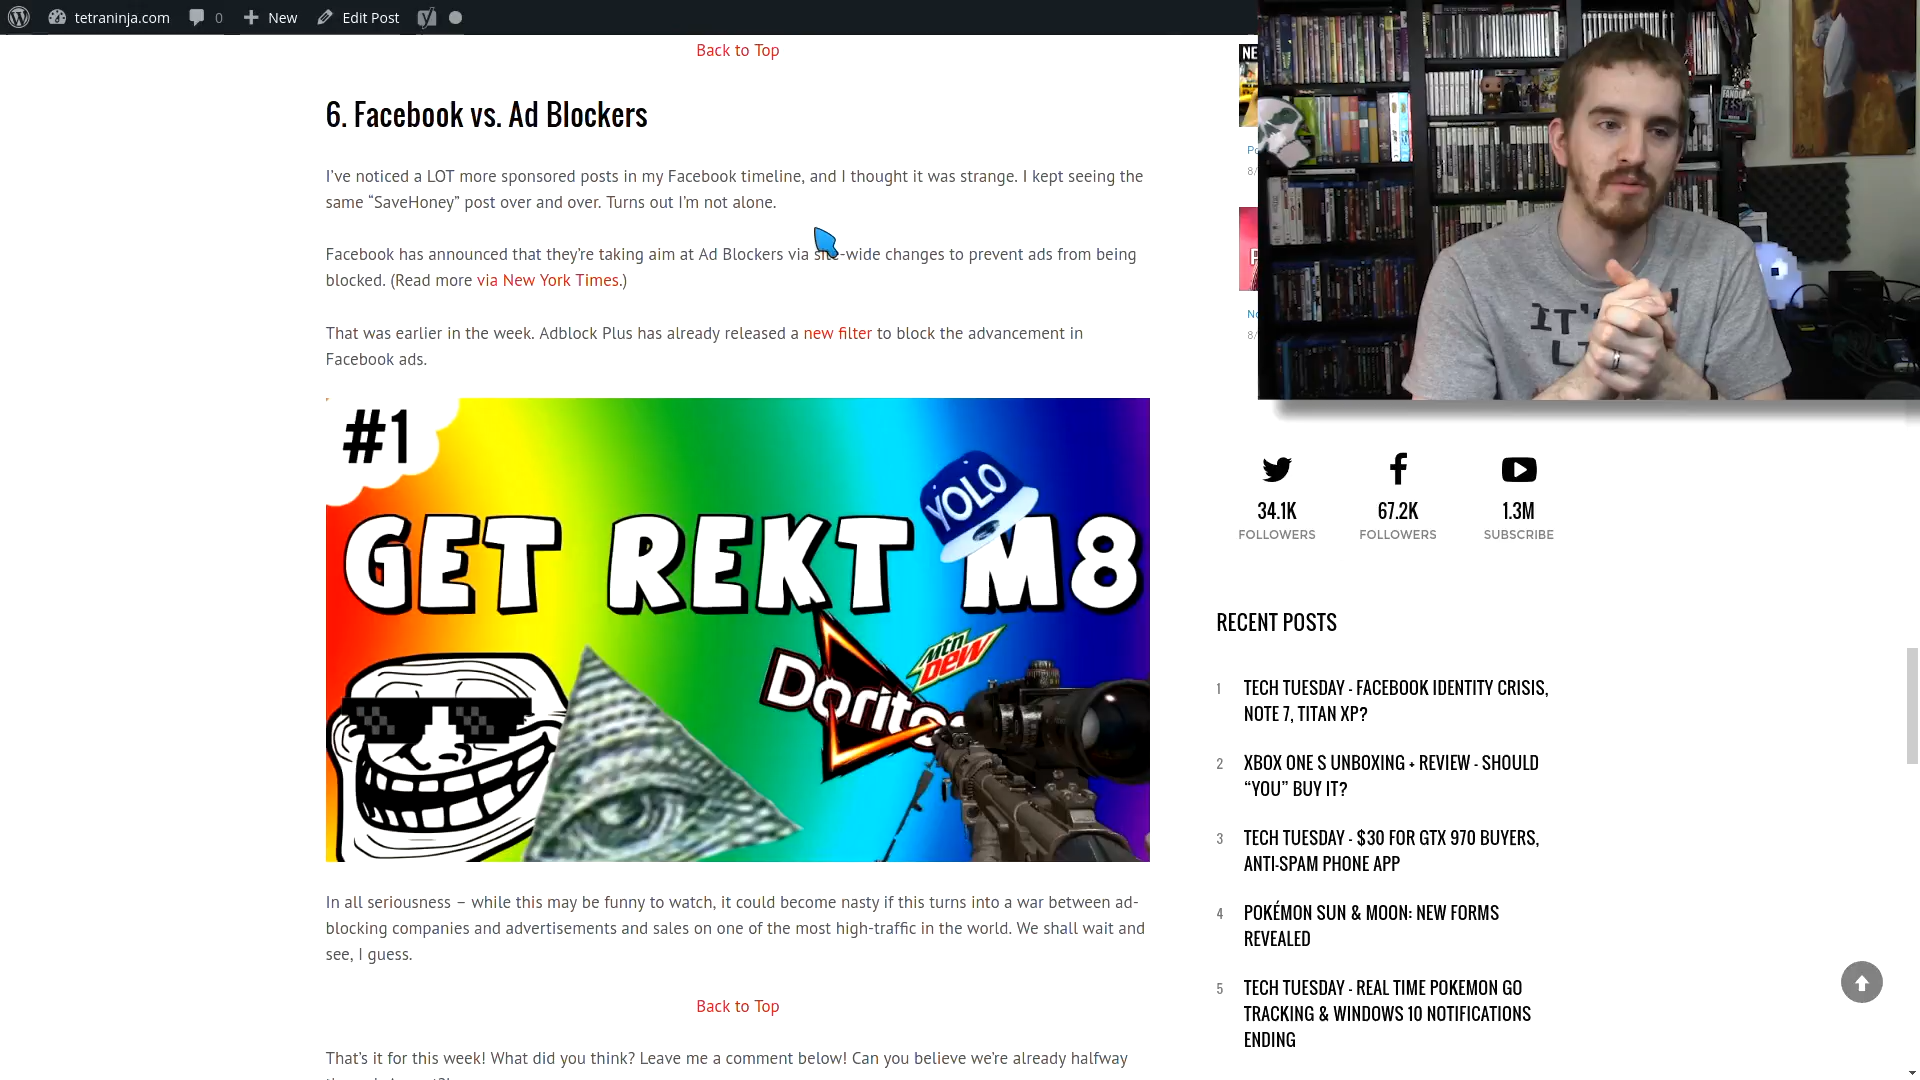 tetraninja.com 0 New Edit Post
Back to Top
6. Facebook vs. Ad Blockers
I've noticed a LOT more sponsored posts in my Facebook timeline, and I thought it was strange. I kept seeing the
same “SaveHoney” post over and over. Turns out I'm not alone.
Facebook has announced that they're taking aim at Ad Blockers via site-wide changes to prevent ads from being
blocked. (Read more via New York Times.)
That was earlier in the week. Adblock Plus has already released a new filter to block the advancement in
Facebook ads.
#1
YOLO
GET REKT M8
Mtn
Dew
Doritos
In all seriousness – while this may be funny to watch, it could become nasty if this turns into a war between ad-
blocking companies and advertisements and sales on one of the most high-traffic in the world. We shall wait and
see, I guess.
Back to Top
That's it for this week! What did you think? Leave me a comment below! Can you believe we're already halfway
NE
Po
8/
No
8/
IT'S
34.1K
FOLLOWERS
67.2K
FOLLOWERS
1.3M
SUBSCRIBE
RECENT POSTS
1 TECH TUESDAY - FACEBOOK IDENTITY CRISIS,
NOTE 7, TITAN XP?
2 XBOX ONE S UNBOXING + REVIEW - SHOULD
“YOU” BUY IT?
3 TECH TUESDAY - $30 FOR GTX 970 BUYERS,
ANTI-SPAM PHONE APP
4 POKÉMON SUN & MOON: NEW FORMS
REVEALED
5 TECH TUESDAY - REAL TIME POKEMON GO
TRACKING & WINDOWS 10 NOTIFICATIONS
ENDING